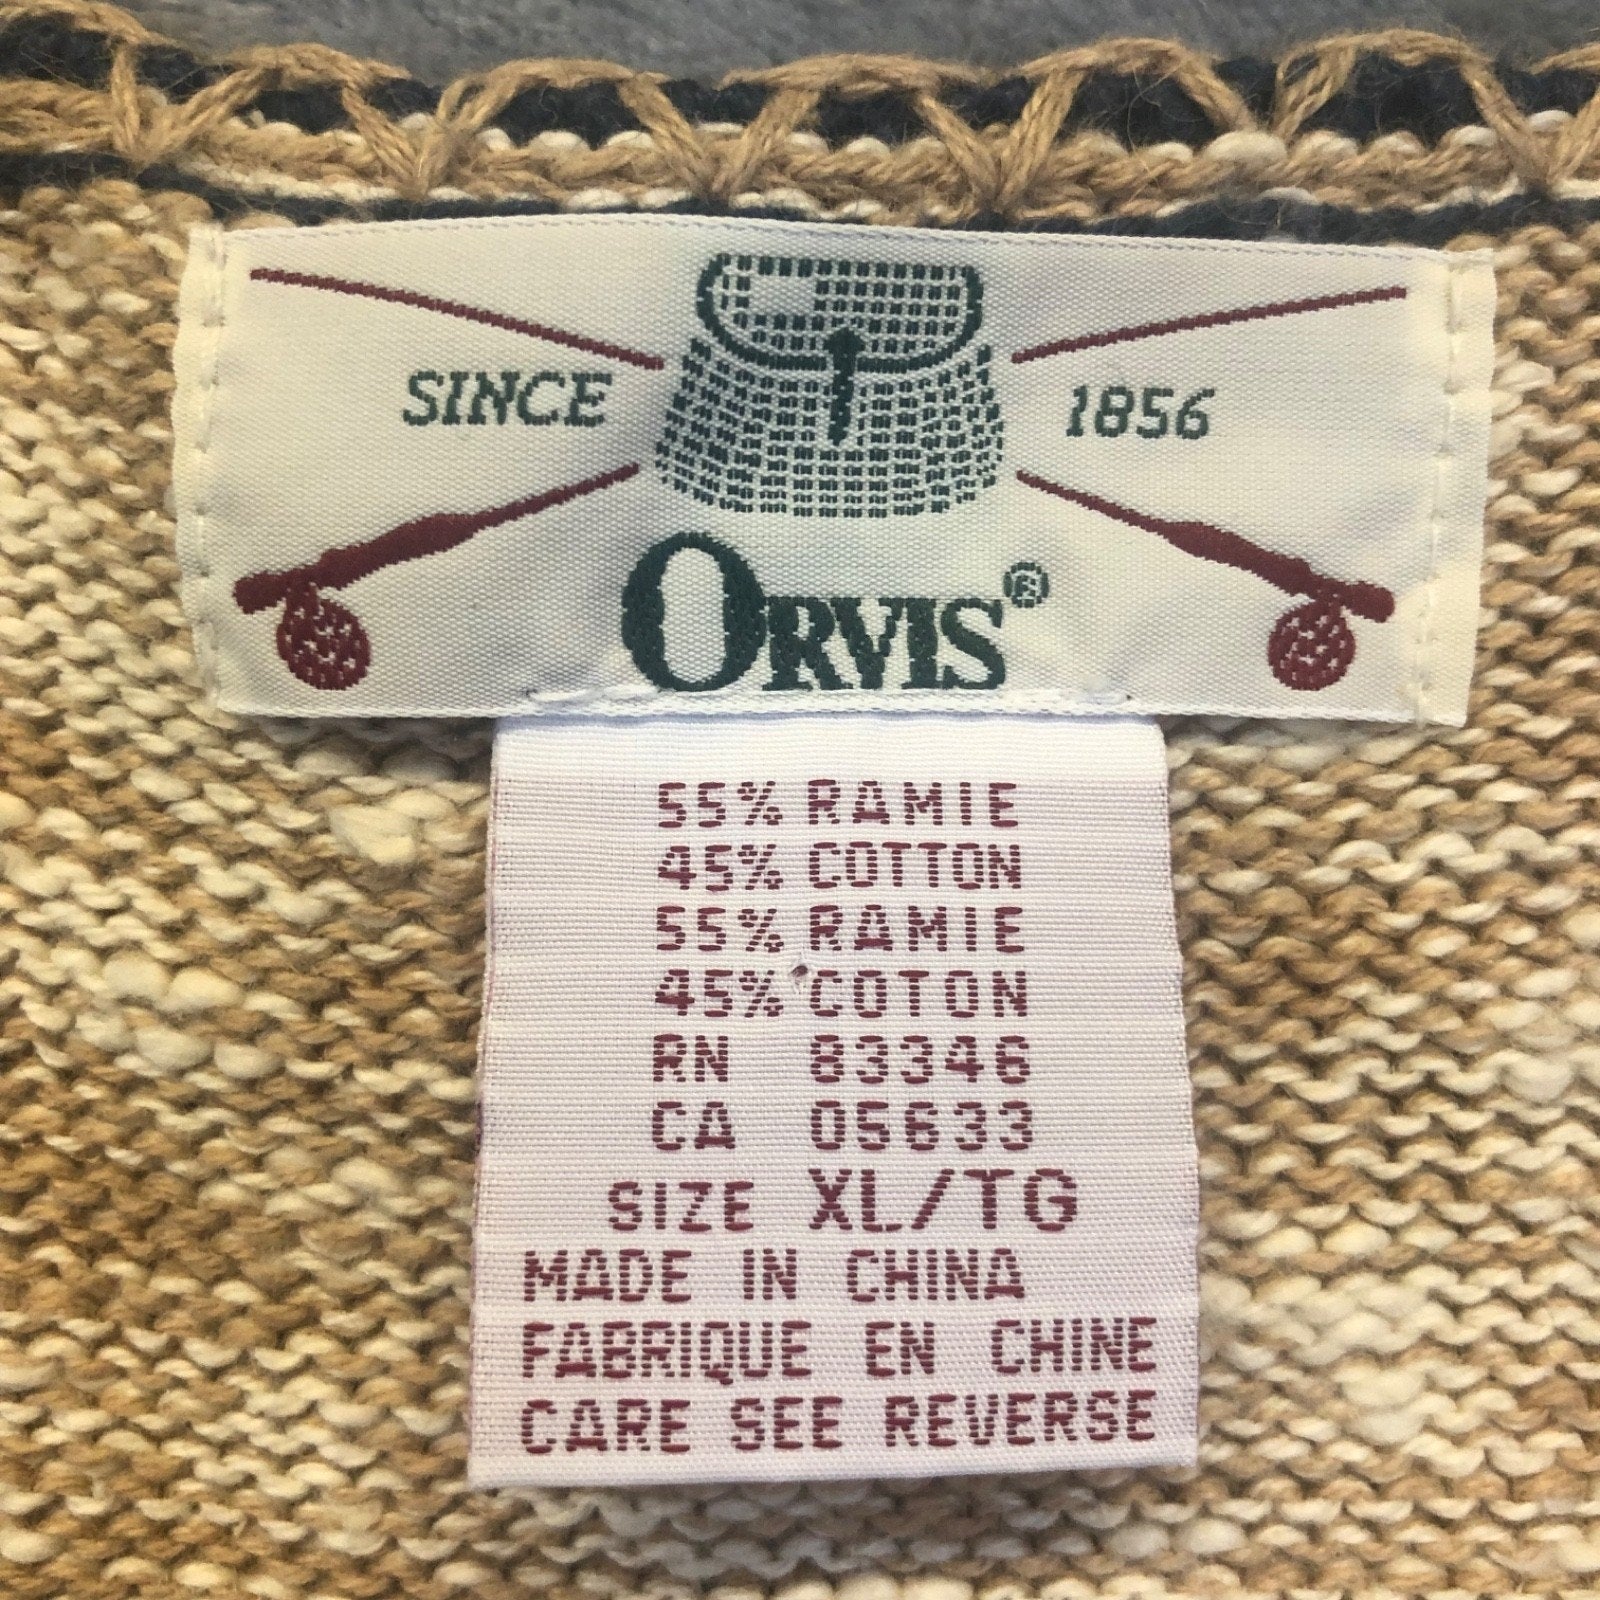 SINCE 1856
ORVIS®
55% RAMIE
45% COTTON
55% RAMIE
45% COTON
RN 83346
CA 05633
SIZE XL/TG
MADE IN CHINA
FABRIQUE EN CHINE
CARE SEE REVERSE